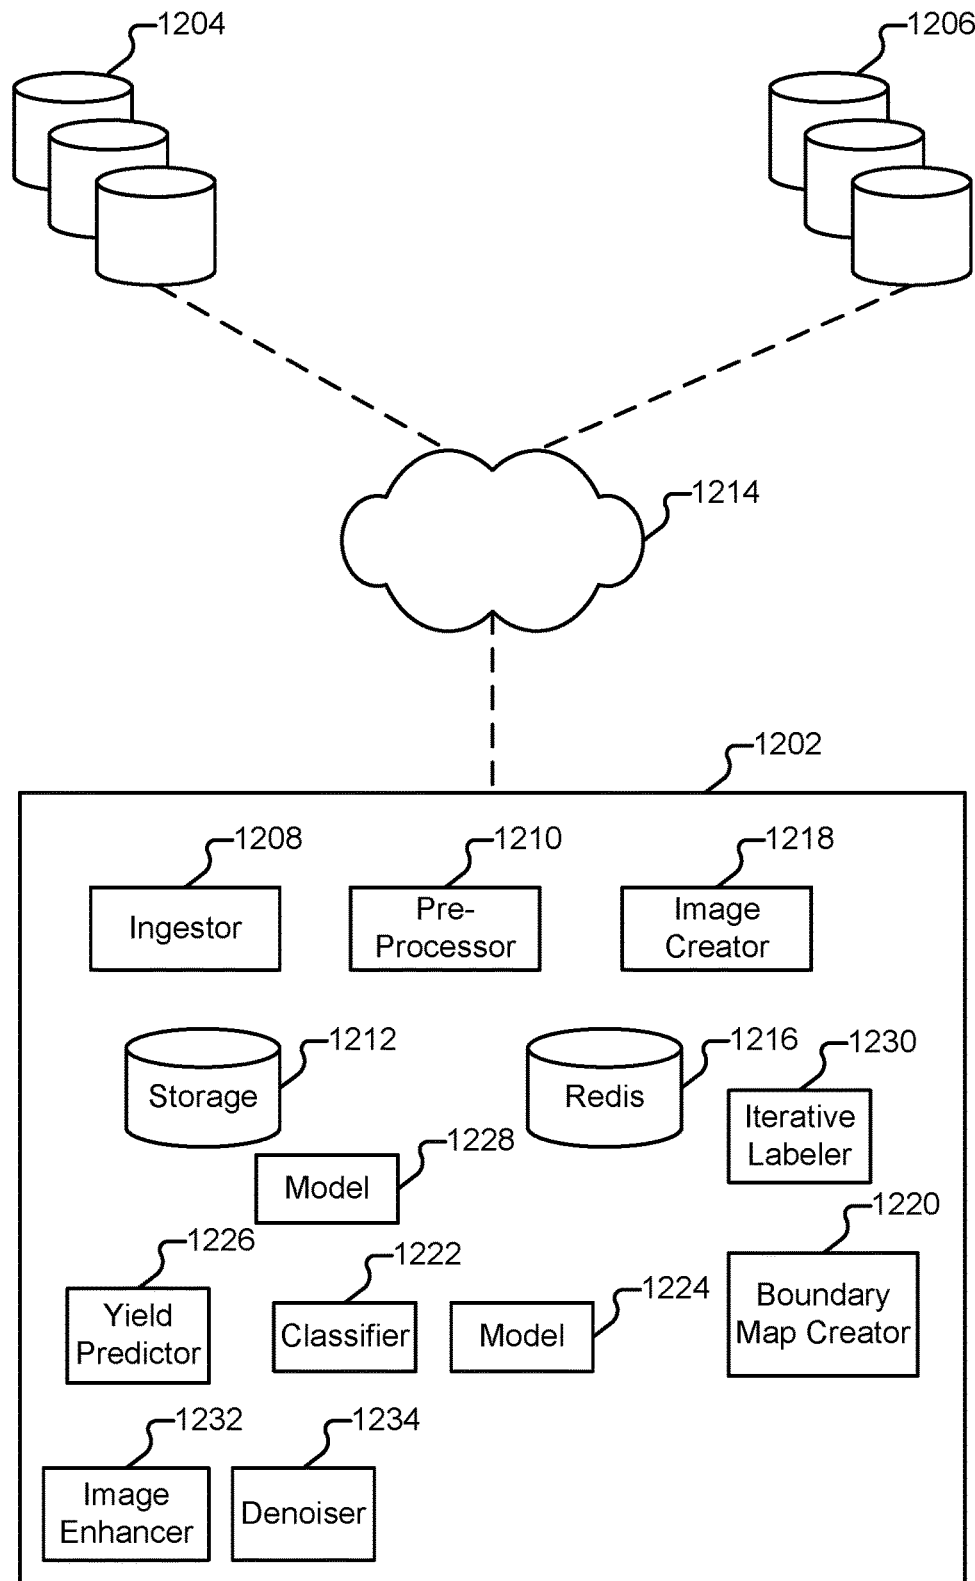 1204
1206
1214
1202
1208
1210
1218
Ingestor
Pre-
Processor
Image
Creator
1212
1216
1230
Storage
Redis
Iterative
Labeler
1228
Model
1220
1226
1222
1224
Yield
Predictor
Classifier
Model
Boundary
Map Creator
1232
1234
Image
Enhancer
Denoiser